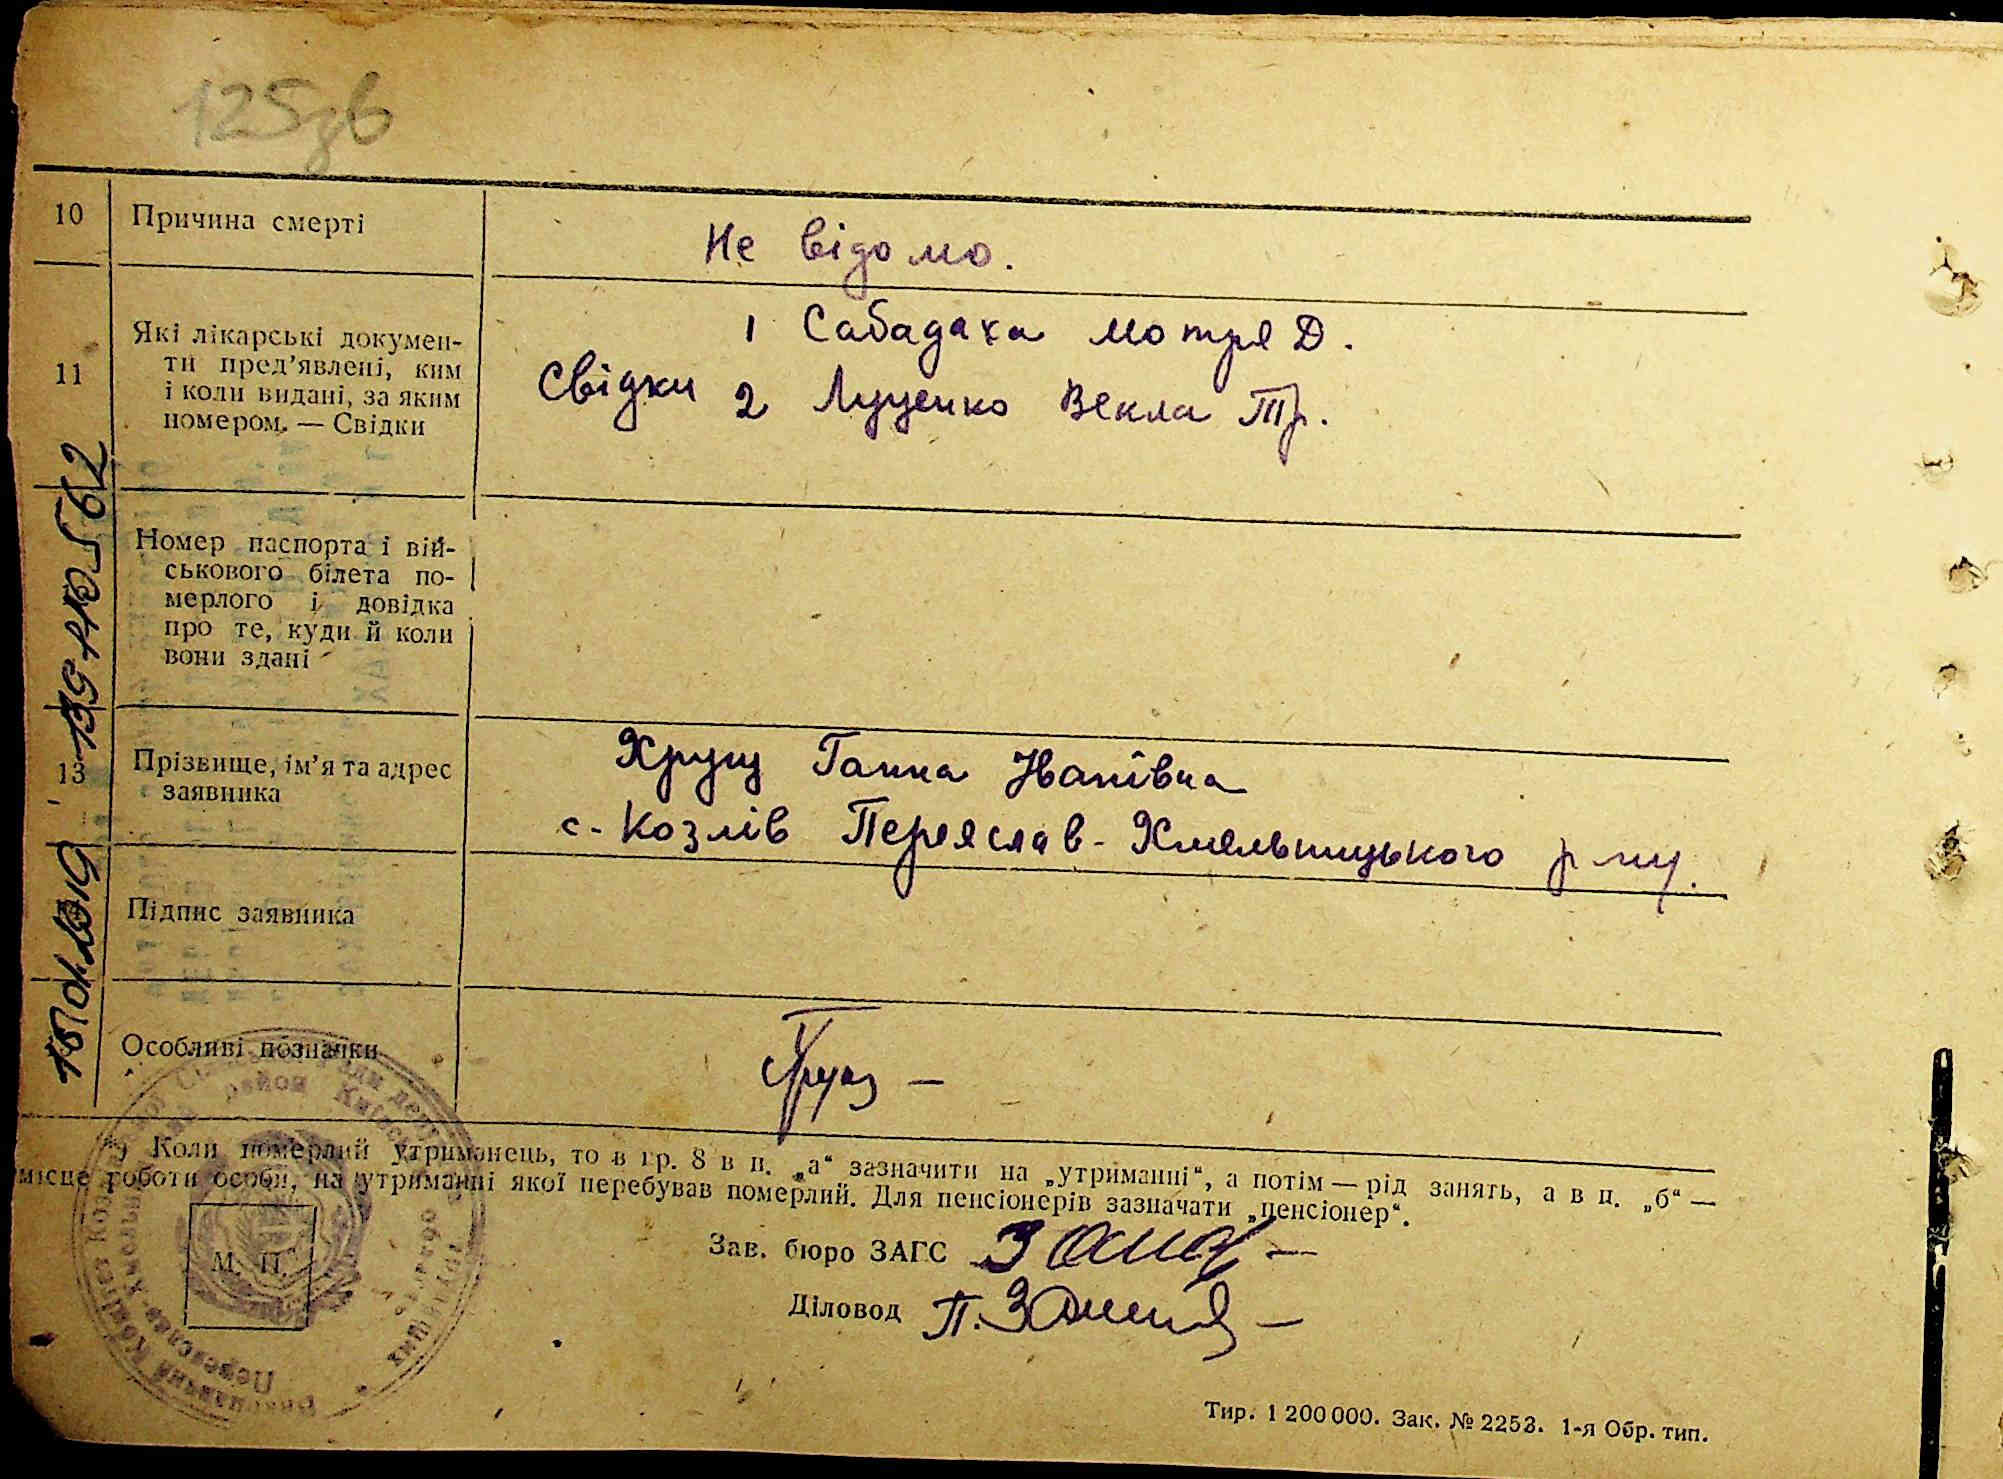 125зв
10 Причина смерті
Не відомо.
11 Які лікарські докумен-
ти пред'явлені, ким
і коли видані, за яким
номером. — Свідки
1 Сабадаха Мотря Д.
Свідки 2 Луценко Векла Тр.
Номер паспорта і вій-
ськового білета по-
мерлого і довідка
про те, куди й коли
вони здані
13 Прізвище, ім'я та адрес
заявника
Хрущ Ганна Іванівна
с. Козлів Переяслав-Хмельницького р-ну.
Підпис заявника
Особливі позначки
*) Коли померлий утриманець, то в гр. 8 в п. „а“ зазначити на „утриманні“, а потім — рід занять, а в п. „б“ —
місце роботи особи, на утриманні якої перебував померлий. Для пенсіонерів зазначати „пенсіонер“.
М. П.
Зав. бюро ЗАГС
Діловод
Тир. 1 200 000. Зак. № 2253. 1-я Обр. тип.